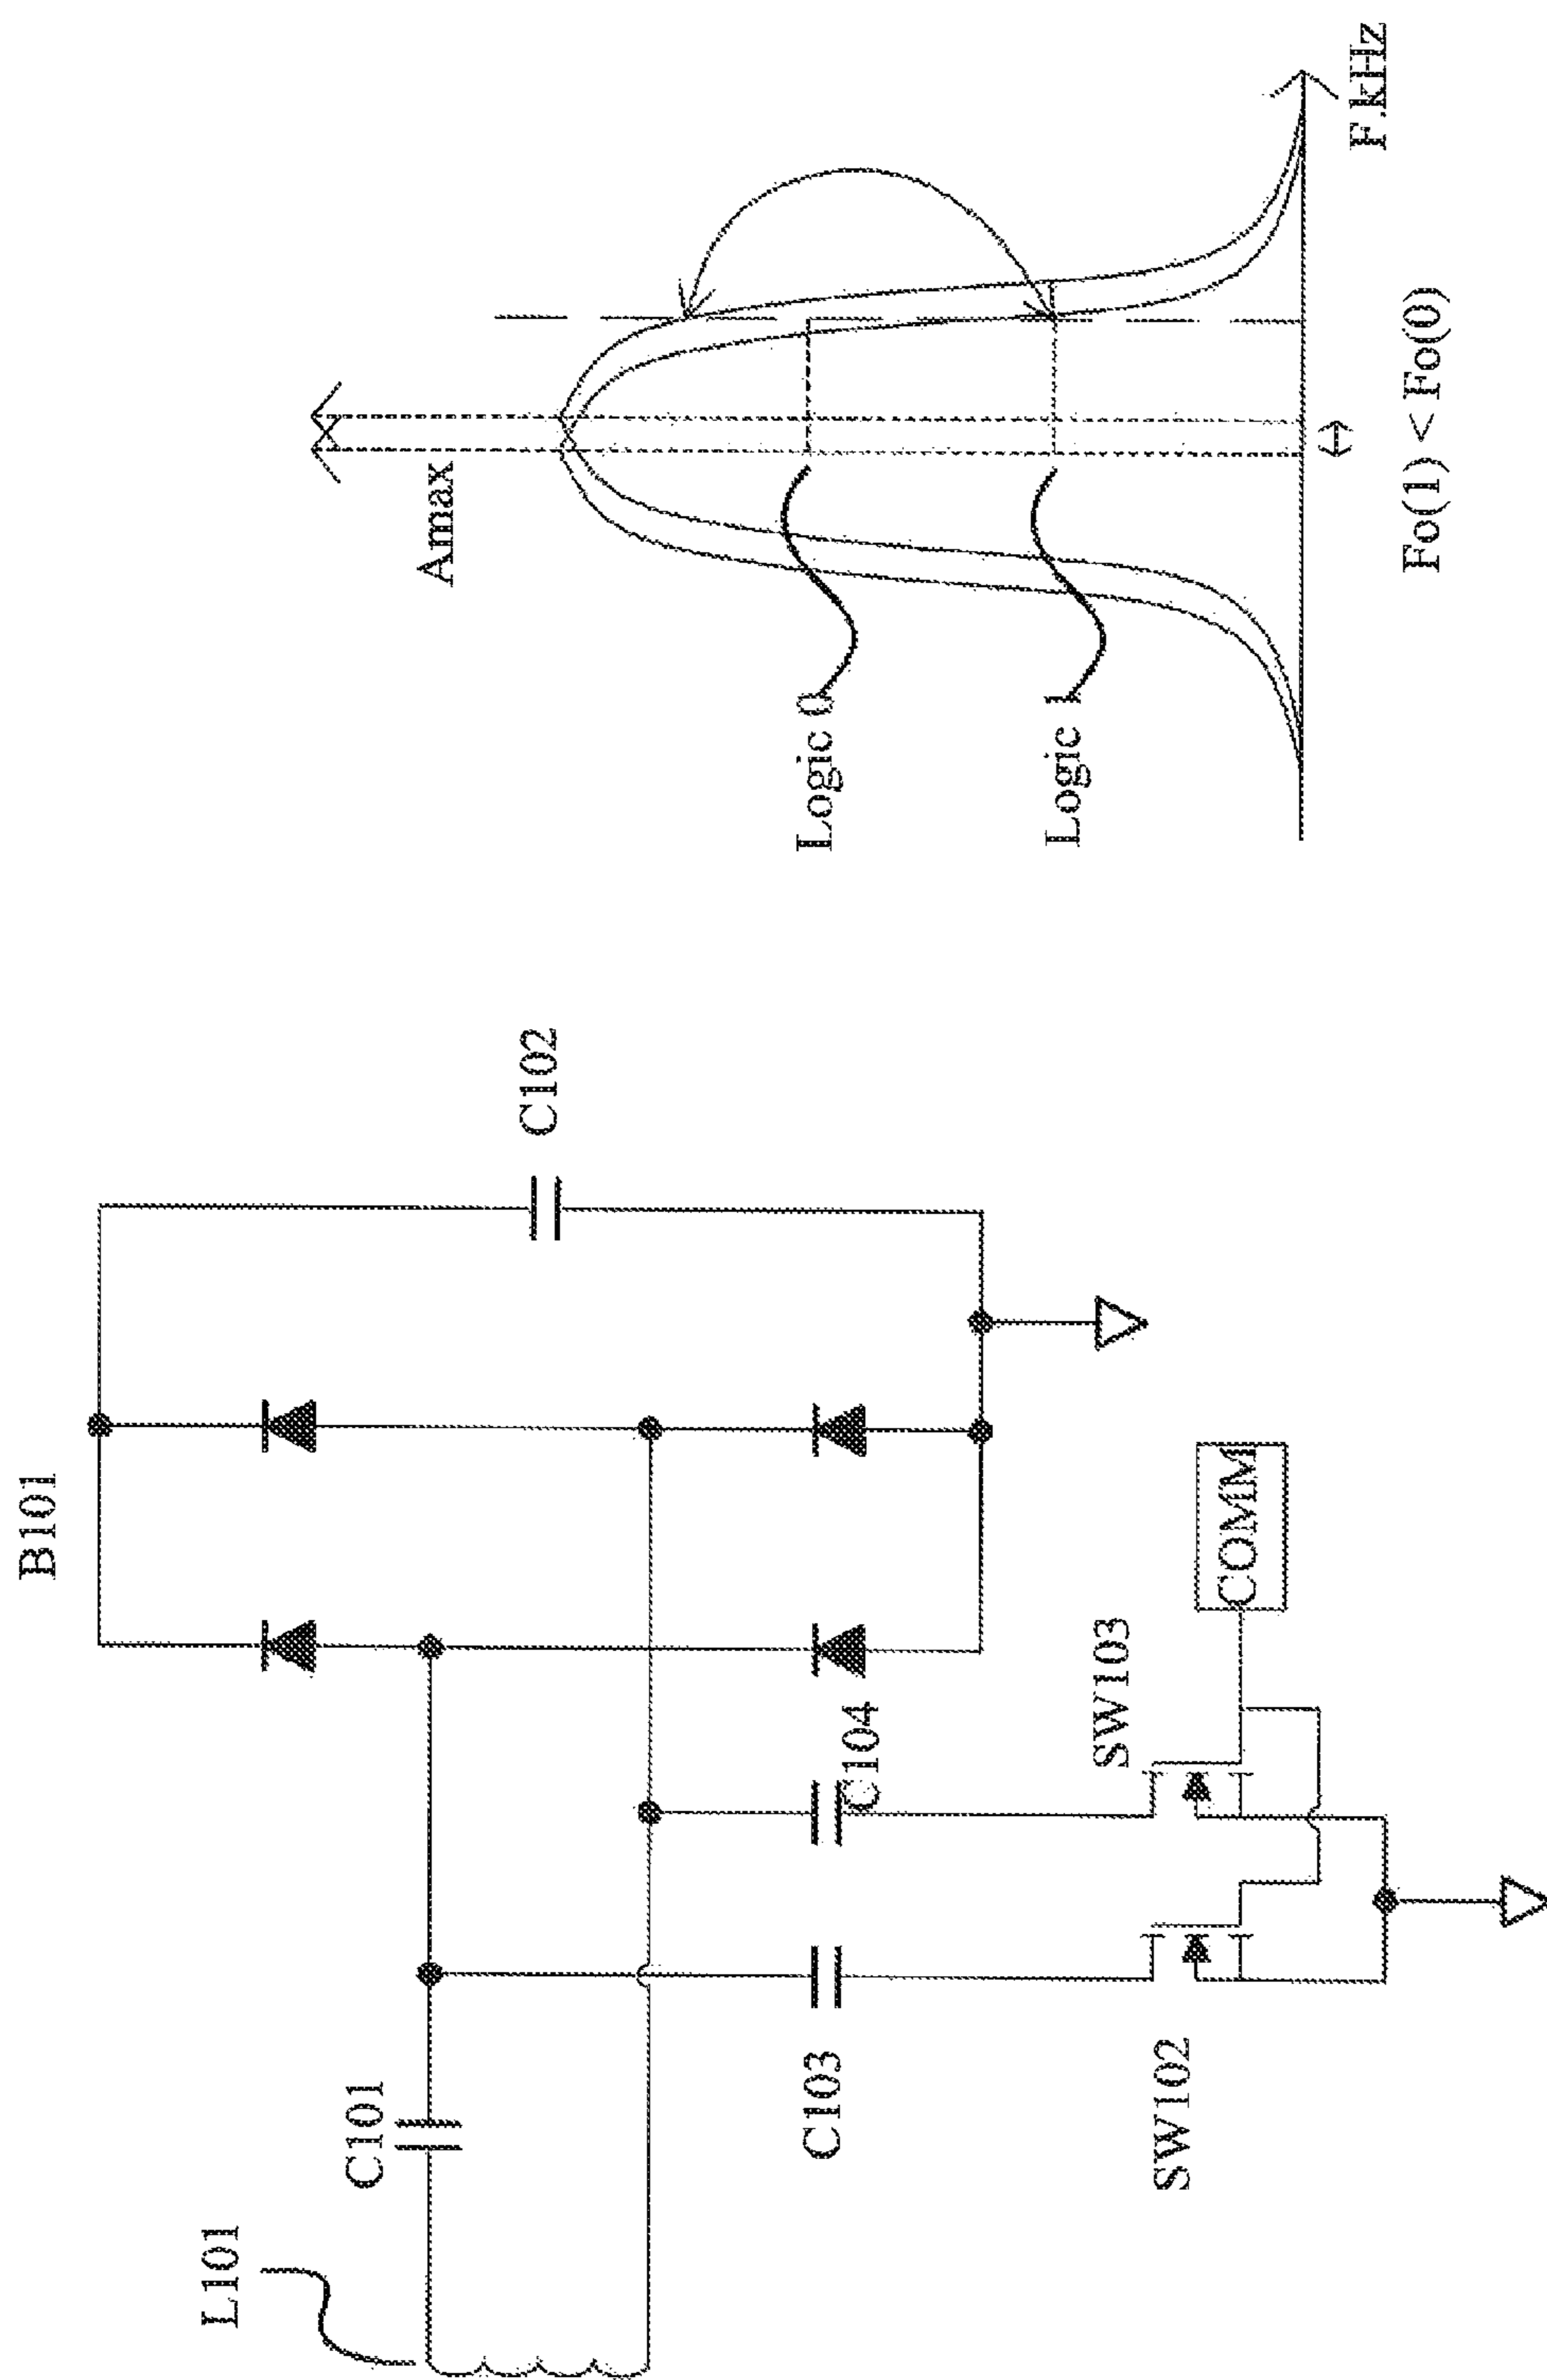 L101
C101
C103
SW102
C104
SW103
COMM
B101
C102
Amax
Logic 0
Logic 1
F.kHz
Fo(1) < Fo(0)